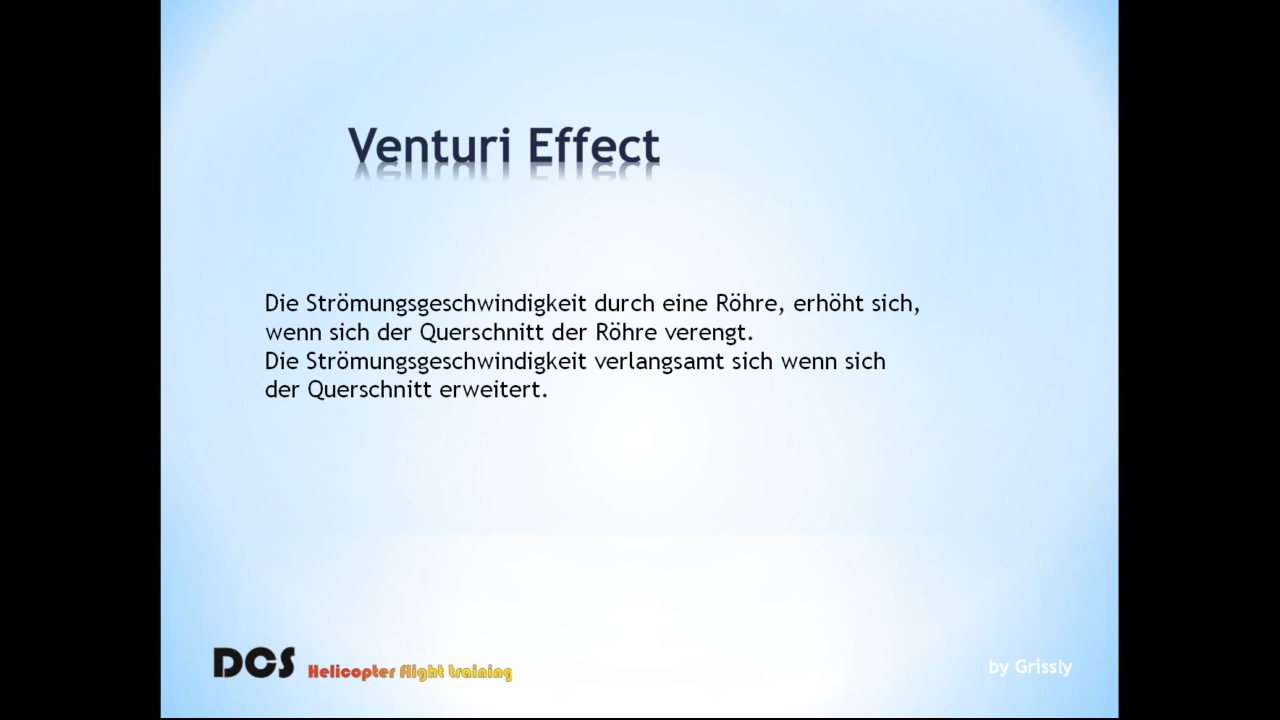 Venturi Effect
Die Strömungsgeschwindigkeit durch eine Röhre, erhöht sich,
wenn sich der Querschnitt der Röhre verengt.
Die Strömungsgeschwindigkeit verlangsamt sich wenn sich
der Querschnitt erweitert.
DCS Helicopter flight training
by Grissly